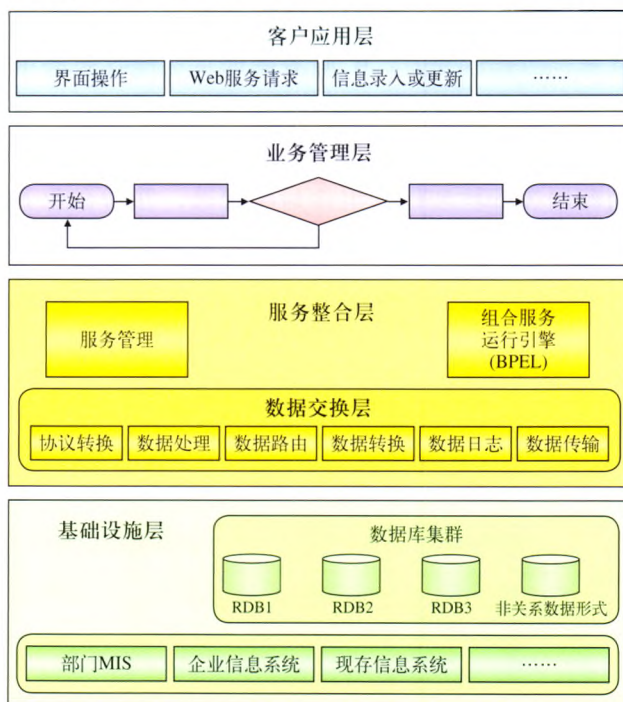 客户应用层
界面操作 Web服务请求 信息录入或更新 ……
业务管理层
开始 结束
服务整合层
服务管理
组合服务
运行引擎
(BPEL)
数据交换层
协议转换 数据处理 数据路由 数据转换 数据日志 数据传输
基础设施层
数据库集群
RDB1 RDB2 RDB3 非关系数据形式
部门MIS 企业信息系统 现存信息系统 ……